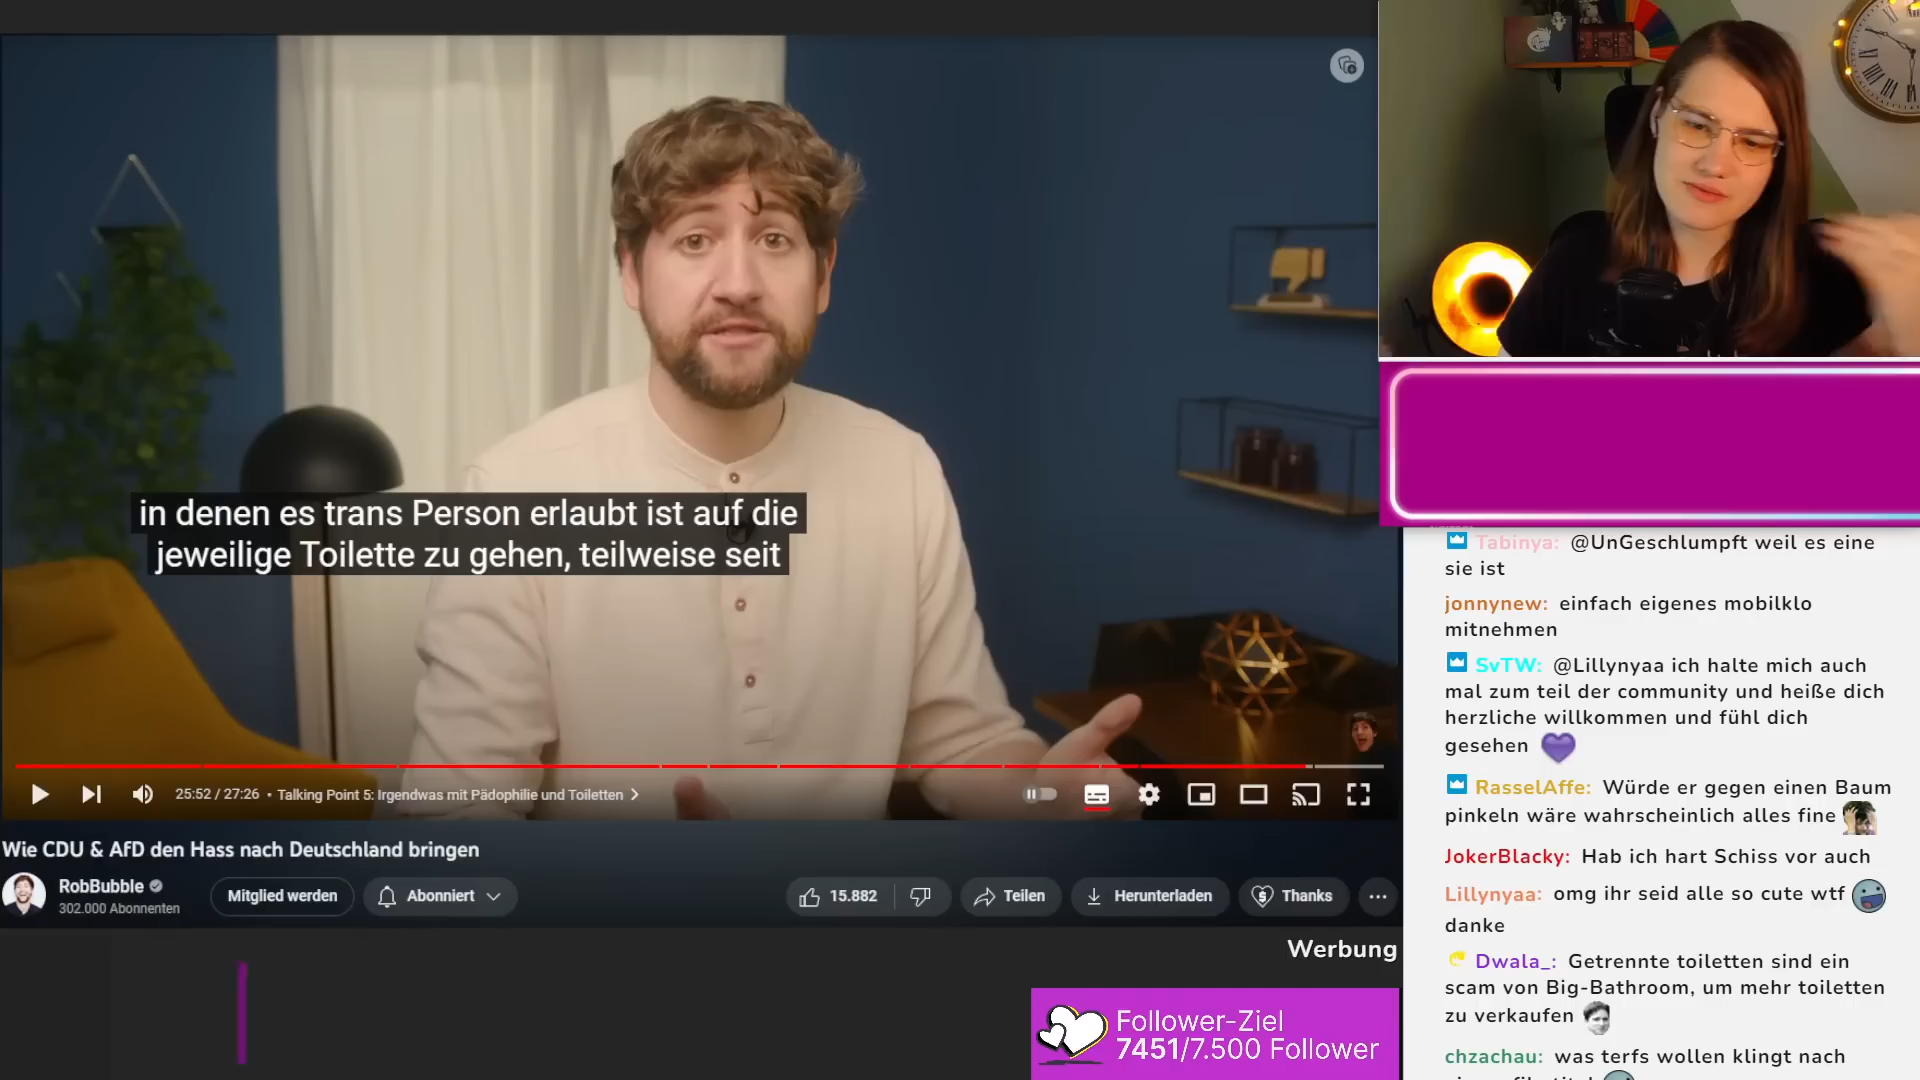 in denen es trans Person erlaubt ist auf die
jeweilige Toilette zu gehen, teilweise seit
25:52 / 27:26 • Talking Point 5: Irgendwas mit Pädophilie und Toiletten
Wie CDU & AfD den Hass nach Deutschland bringen
RobBubble
302.000 Abonnenten
Mitglied werden
Abonniert
15.882
Teilen
Herunterladen
Thanks
Werbung
Follower-Ziel
7451/7.500 Follower
Tabinya: @UnGeschlumpft weil es eine
sie ist
jonnynew: einfach eigenes mobilklo
mitnehmen
SvTW: @Lillynyaa ich halte mich auch
mal zum teil der community und heiße dich
herzliche willkommen und fühl dich
gesehen
RasselAffe: Würde er gegen einen Baum
pinkeln wäre wahrscheinlich alles fine
JokerBlacky: Hab ich hart Schiss vor auch
Lillynyaa: omg ihr seid alle so cute wtf
danke
Dwala_: Getrennte toiletten sind ein
scam von Big-Bathroom, um mehr toiletten
zu verkaufen
chzachau: was terfs wollen klingt nach